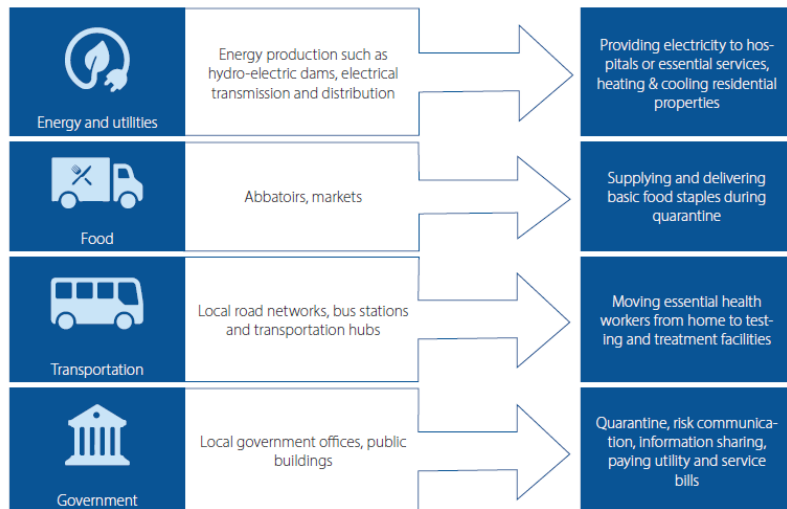 Energy and utilities
Energy production such as
hydro-electric dams, electrical
transmission and distribution
Providing electricity to hos-
pitals or essential services,
heating & cooling residential
properties
Food
Abbatoirs, markets
Supplying and delivering
basic food staples during
quarantine
Transportation
Local road networks, bus stations
and transportation hubs
Moving essential health
workers from home to test-
ing and treatment facilities
Government
Local government offices, public
buildings
Quarantine, risk communica-
tion, information sharing,
paying utility and service
bills